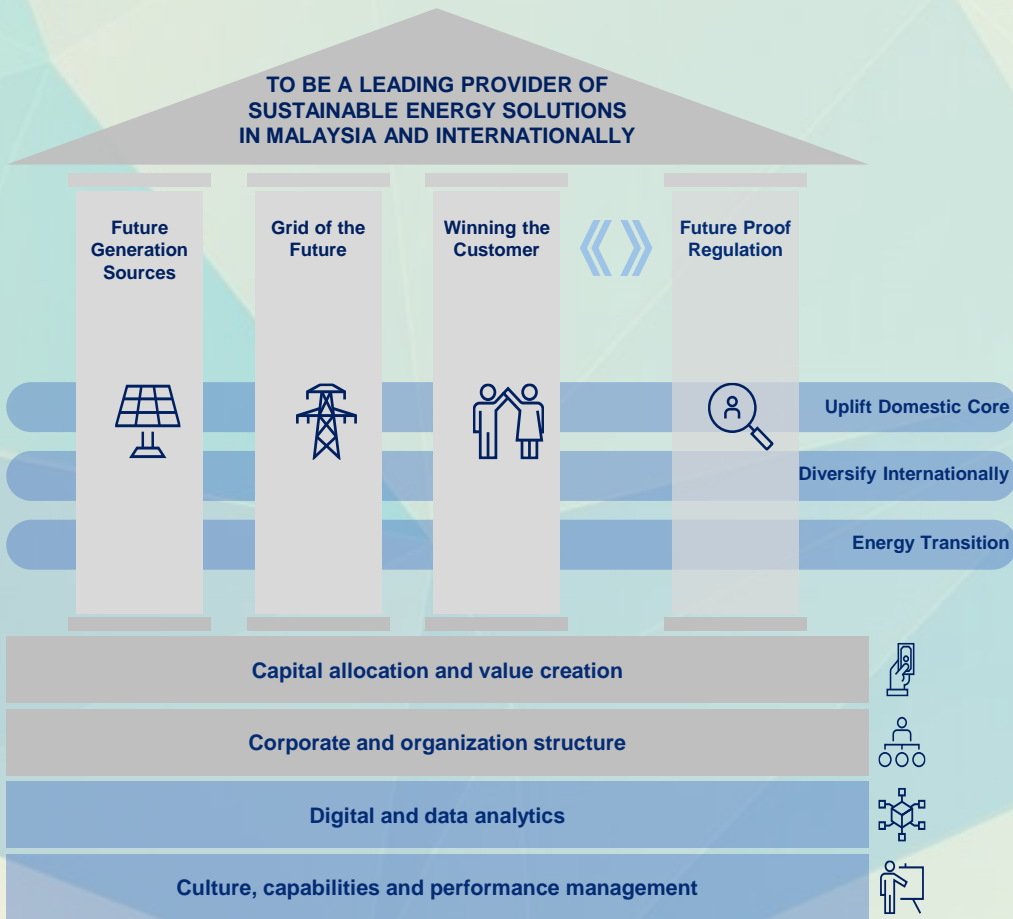 TO BE A LEADING PROVIDER OF
SUSTAINABLE ENERGY SOLUTIONS
IN MALAYSIA AND INTERNATIONALLY
Future
Generation
Sources
Grid of the
Future
Winning the
Customer
Future Proof
Regulation
Uplift Domestic Core
Diversify Internationally
Energy Transition
Capital allocation and value creation
Corporate and organization structure
Digital and data analytics
Culture, capabilities and performance management